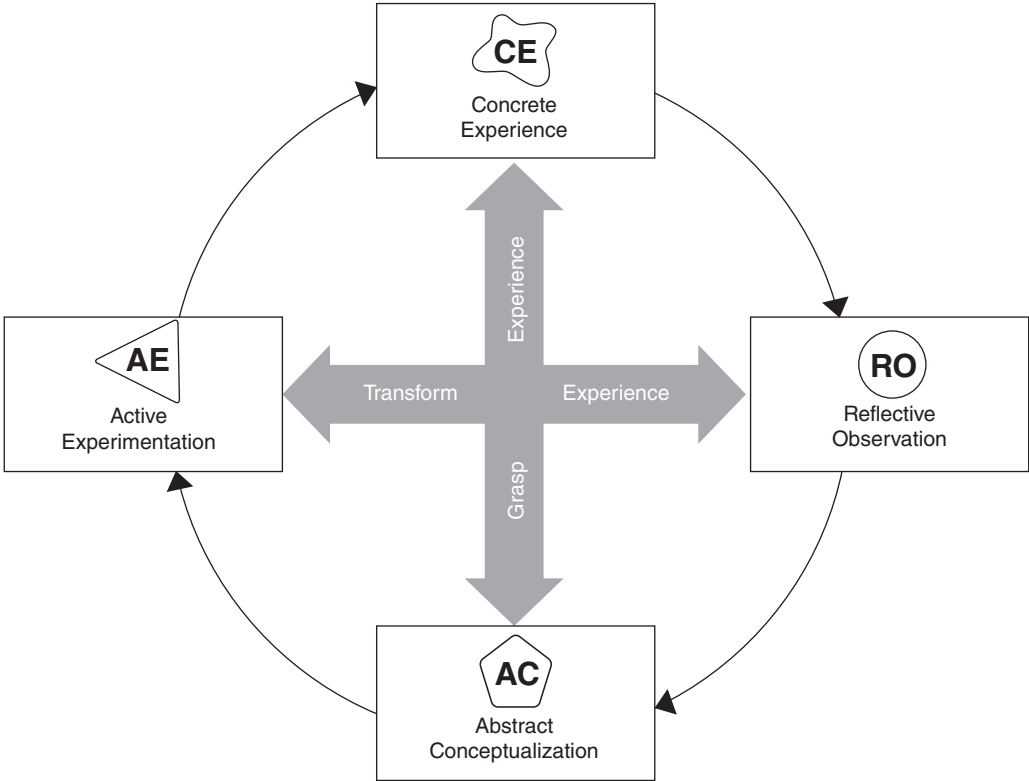 CE
Concrete
Experience
Experience
AE
Active
Experimentation
Transform
Experience
RO
Reflective
Observation
Grasp
AC
Abstract
Conceptualization